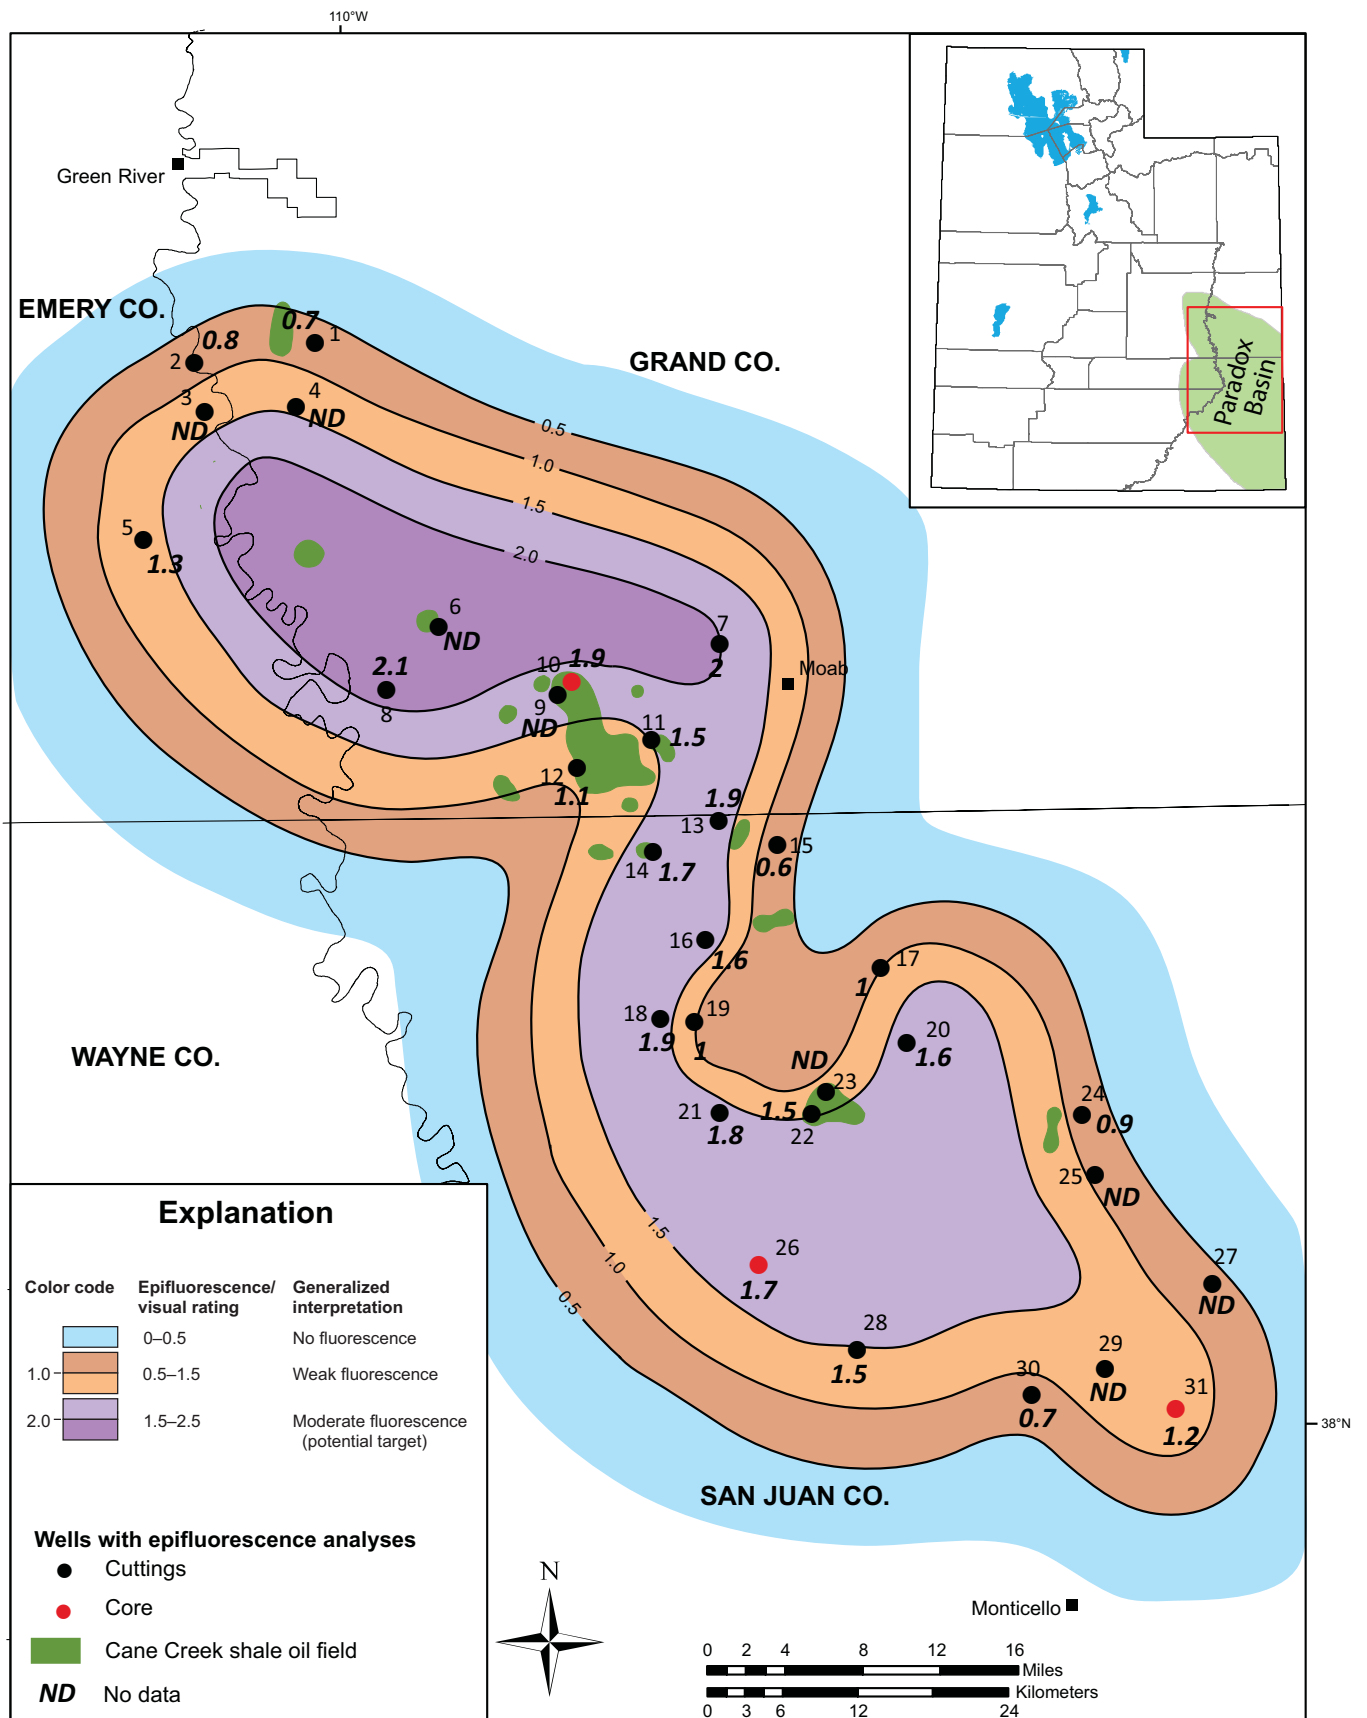 110°W
Green River
EMERY CO.
GRAND CO.
Paradox
Basin
0.7
1
0.8
2
3
ND
4
ND
0.5
1.0
1.5
2.0
5
1.3
6
ND
7
2
Moab
2.1
8
10
1.9
9
ND
11
1.5
12
1.1
1.9
13
15
0.6
14
1.7
16
1.6
17
1
18
1.9
19
1
20
1.6
ND
23
1.5
22
21
1.8
24
0.9
25
ND
WAYNE CO.
1.5
1.0
0.5
26
1.7
27
ND
28
1.5
29
ND
30
0.7
31
1.2
38°N
SAN JUAN CO.
Explanation
Color code
Epifluorescence/
visual rating
Generalized
interpretation
0–0.5
No fluorescence
1.0
0.5–1.5
Weak fluorescence
2.0
1.5–2.5
Moderate fluorescence
(potential target)
Wells with epifluorescence analyses
Cuttings
Core
Cane Creek shale oil field
ND No data
N
Monticello
0 2 4 8 12 16
Miles
Kilometers
0 3 6 12 24